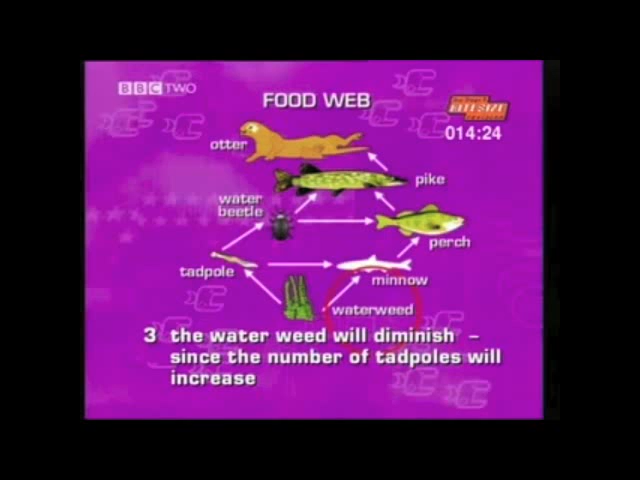 BBC TWO
FOOD WEB
BITESIZE
014:24
otter
pike
water
beetle
perch
tadpole
minnow
waterweed
3 the water weed will diminish –
since the number of tadpoles will
increase